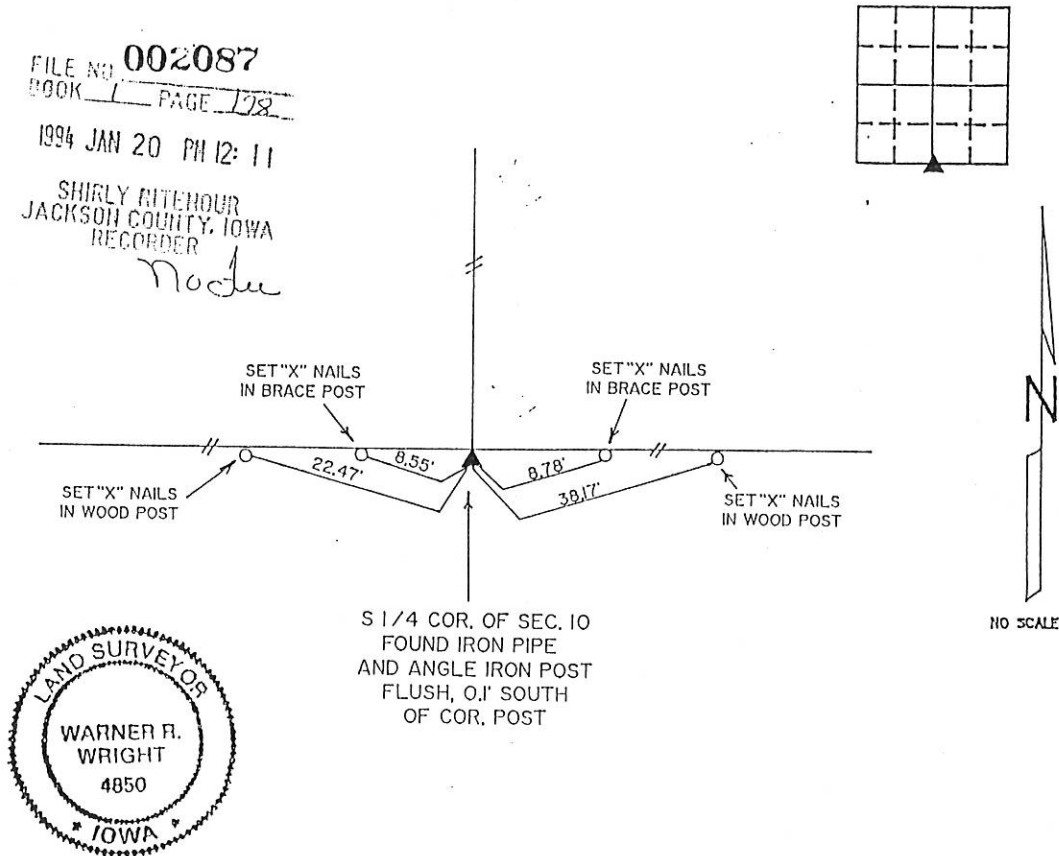 FILE NO 002087
BOOK 1 PAGE 178
1994 JAN 20 PM 12:11
SHIRLY RITENOUR
JACKSON COUNTY, IOWA
RECORDER
SET "X" NAILS
IN BRACE POST
SET "X" NAILS
IN BRACE POST
8.55'
8.78'
22.47'
38.17'
SET "X" NAILS
IN WOOD POST
SET "X" NAILS
IN WOOD POST
N
NO SCALE
S 1/4 COR. OF SEC. 10
FOUND IRON PIPE
AND ANGLE IRON POST
FLUSH, 0.1' SOUTH
OF COR. POST
LAND SURVEYOR
WARNER R.
WRIGHT
4850
* IOWA *